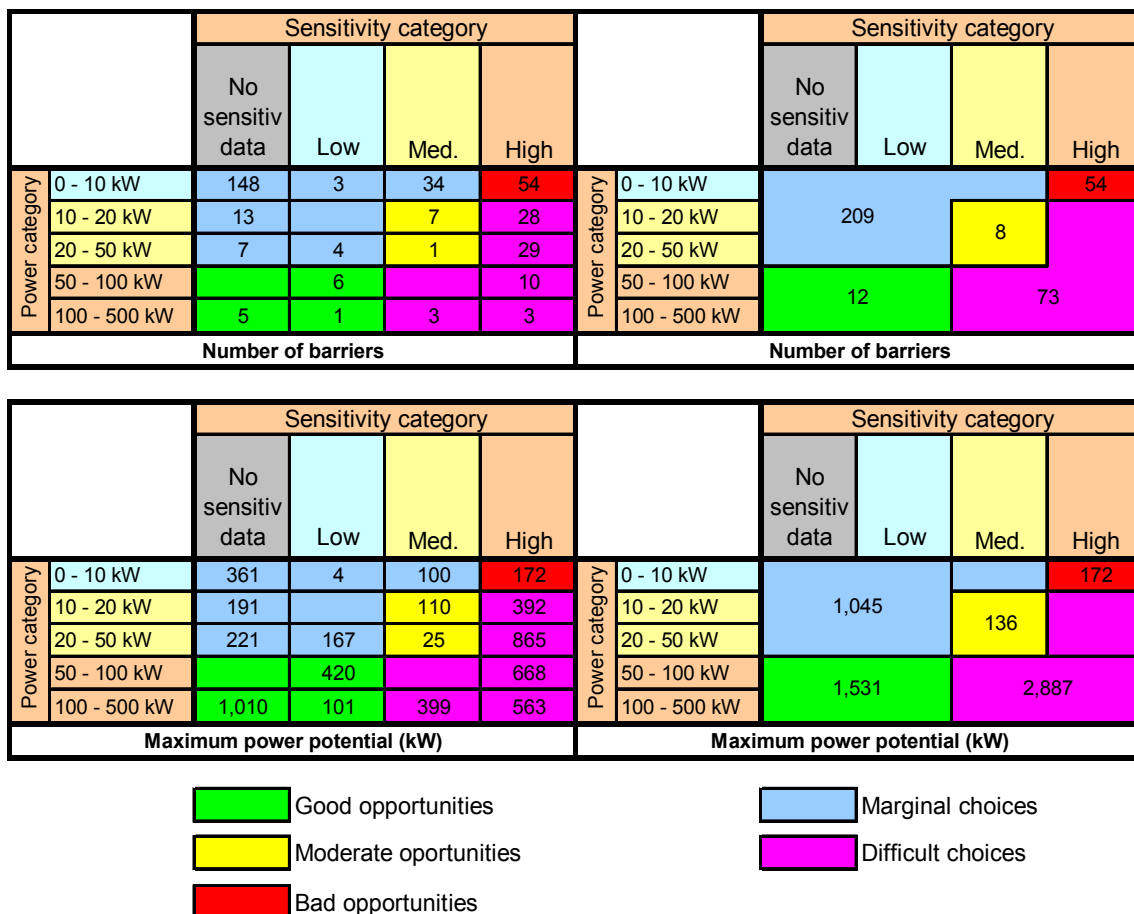 Sensitivity category
No
sensitiv
data Low Med. High
Power category
0 - 10 kW 148 3 34 54
10 - 20 kW 13 7 28
20 - 50 kW 7 4 1 29
50 - 100 kW 6 10
100 - 500 kW 5 1 3 3
Number of barriers
Sensitivity category
No
sensitiv
data Low Med. High
Power category
0 - 10 kW 54
10 - 20 kW
209 8
20 - 50 kW
50 - 100 kW
12 73
100 - 500 kW
Number of barriers
Sensitivity category
No
sensitiv
data Low Med. High
Power category
0 - 10 kW 361 4 100 172
10 - 20 kW 191 110 392
20 - 50 kW 221 167 25 865
50 - 100 kW 420 668
100 - 500 kW 1,010 101 399 563
Maximum power potential (kW)
Sensitivity category
No
sensitiv
data Low Med. High
Power category
0 - 10 kW 172
10 - 20 kW
1,045 136
20 - 50 kW
50 - 100 kW
1,531 2,887
100 - 500 kW
Maximum power potential (kW)
Good opportunities
Moderate oportunities
Bad opportunities
Marginal choices
Difficult choices